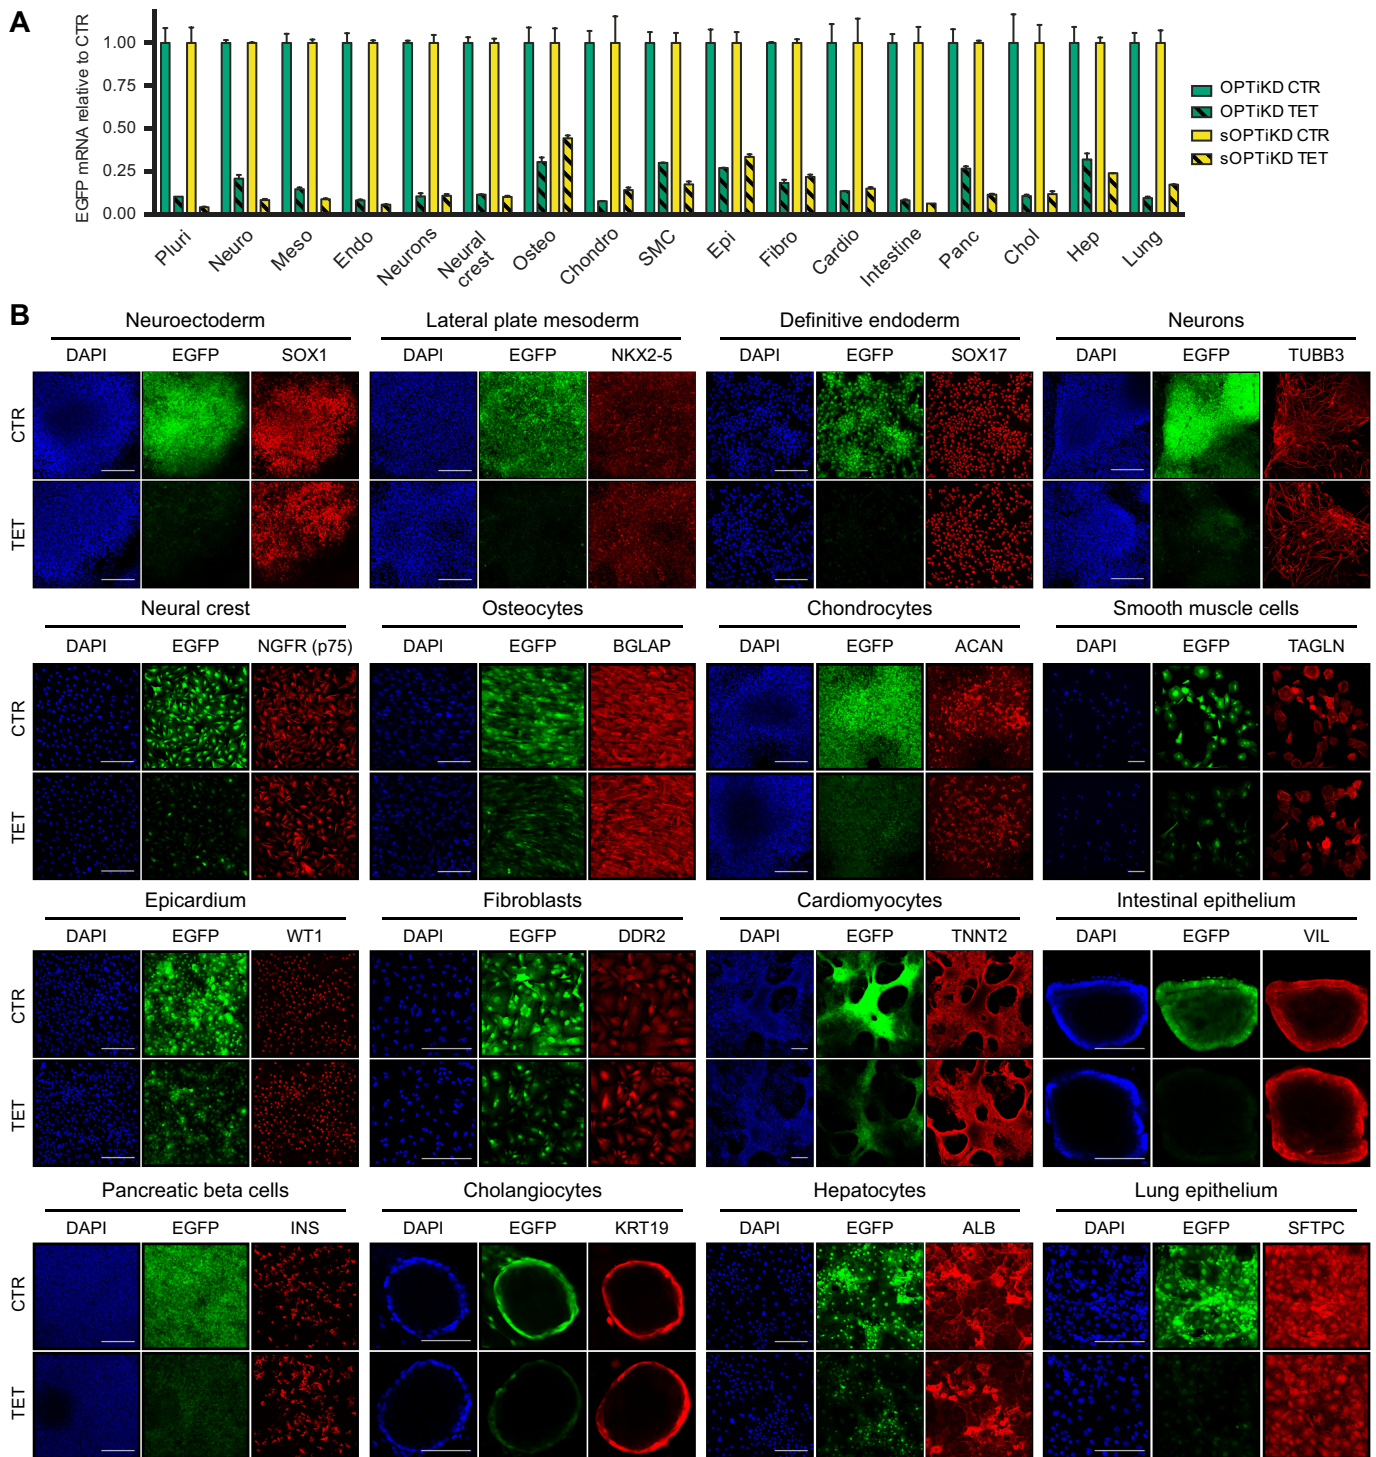 A
EGFP mRNA relative to CTR
1.00
0.75
0.50
0.25
0.00
Pluri
Neuro
Meso
Endo
Neurons
Neural
crest
Osteo
Chondro
SMC
Epi
Fibro
Cardio
Intestine
Panc
Chol
Hep
Lung
OPTiKD CTR
OPTiKD TET
sOPTiKD CTR
sOPTiKD TET
B
Neuroectoderm Lateral plate mesoderm Definitive endoderm Neurons
DAPI EGFP SOX1 DAPI EGFP NKX2-5 DAPI EGFP SOX17 DAPI EGFP TUBB3
CTR
TET
Neural crest Osteocytes Chondrocytes Smooth muscle cells
DAPI EGFP NGFR (p75) DAPI EGFP BGLAP DAPI EGFP ACAN DAPI EGFP TAGLN
CTR
TET
Epicardium Fibroblasts Cardiomyocytes Intestinal epithelium
DAPI EGFP WT1 DAPI EGFP DDR2 DAPI EGFP TNNT2 DAPI EGFP VIL
CTR
TET
Pancreatic beta cells Cholangiocytes Hepatocytes Lung epithelium
DAPI EGFP INS DAPI EGFP KRT19 DAPI EGFP ALB DAPI EGFP SFTPC
CTR
TET